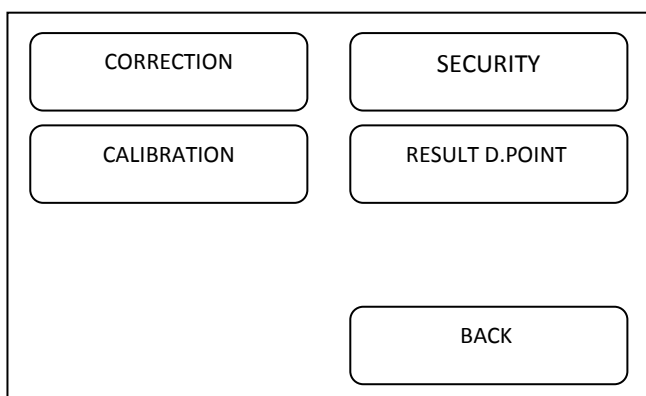 CORRECTION
SECURITY
CALIBRATION
RESULT D.POINT
BACK